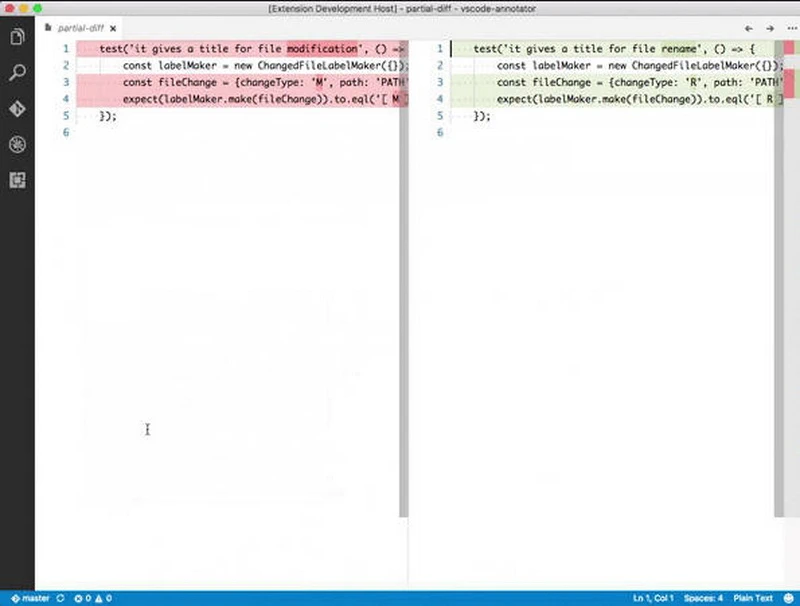 [Extension Development Host] - partial-diff - vscode-annotator
partial-diff
1 test('it gives a title for file modification', () =>
2 const labelMaker = new ChangedFileLabelMaker({});
3 const fileChange = {changeType: 'M', path: 'PATH'
4 expect(labelMaker.make(fileChange)).to.eql('[ M ]
5 });
6
1 test('it gives a title for file rename', () => {
2 const labelMaker = new ChangedFileLabelMaker({});
3 const fileChange = {changeType: 'R', path: 'PATH'
4 expect(labelMaker.make(fileChange)).to.eql('[ R ]
5 });
6
master 0 0 Ln 1, Col 1 Spaces: 4 Plain Text